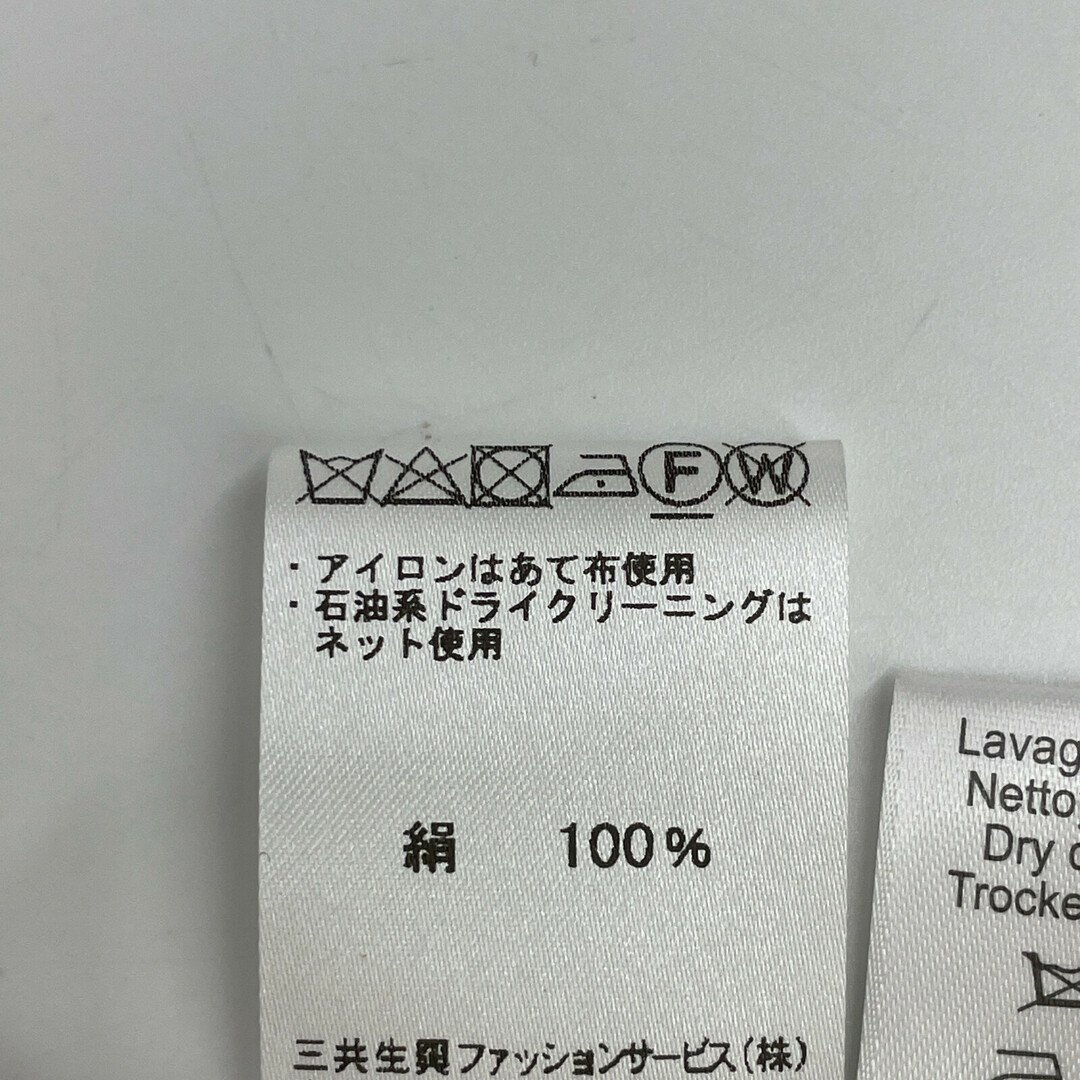 F W
・アイロンはあて布使用
・石油系ドライクリーニングは
ネット使用
絹 100%
三共生興ファッションサービス(株)
Lavag
Netto
Dry c
Trocke